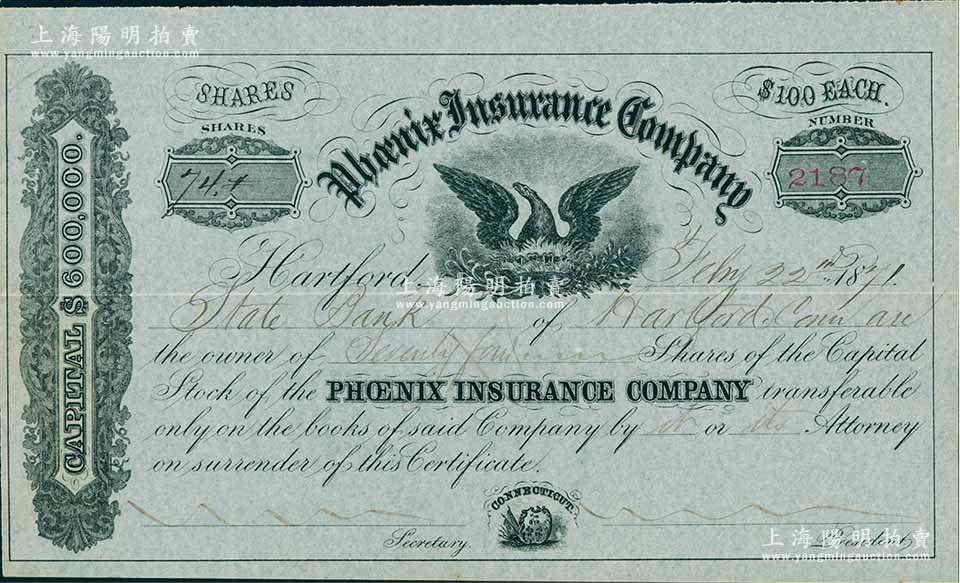 上海陽明拍賣
www.yangmingauction.com
SHARES
$100 EACH.
Phœnix Insurance Company
SHARES
74
NUMBER
2187
CAPITAL $600,000.
Hartford Feby 22nd 1871.
State Bank of Hartford Conn are
the owner of Seventy four Shares of the Capital
Stock of the PHŒNIX INSURANCE COMPANY transferable
only on the books of said Company by it or its Attorney
on surrender of this Certificate.
CONNECTICUT.
Secretary.
President.
上海陽明拍賣
www.yangmingauction.com
上海陽明拍賣
www.yangmingauction.com